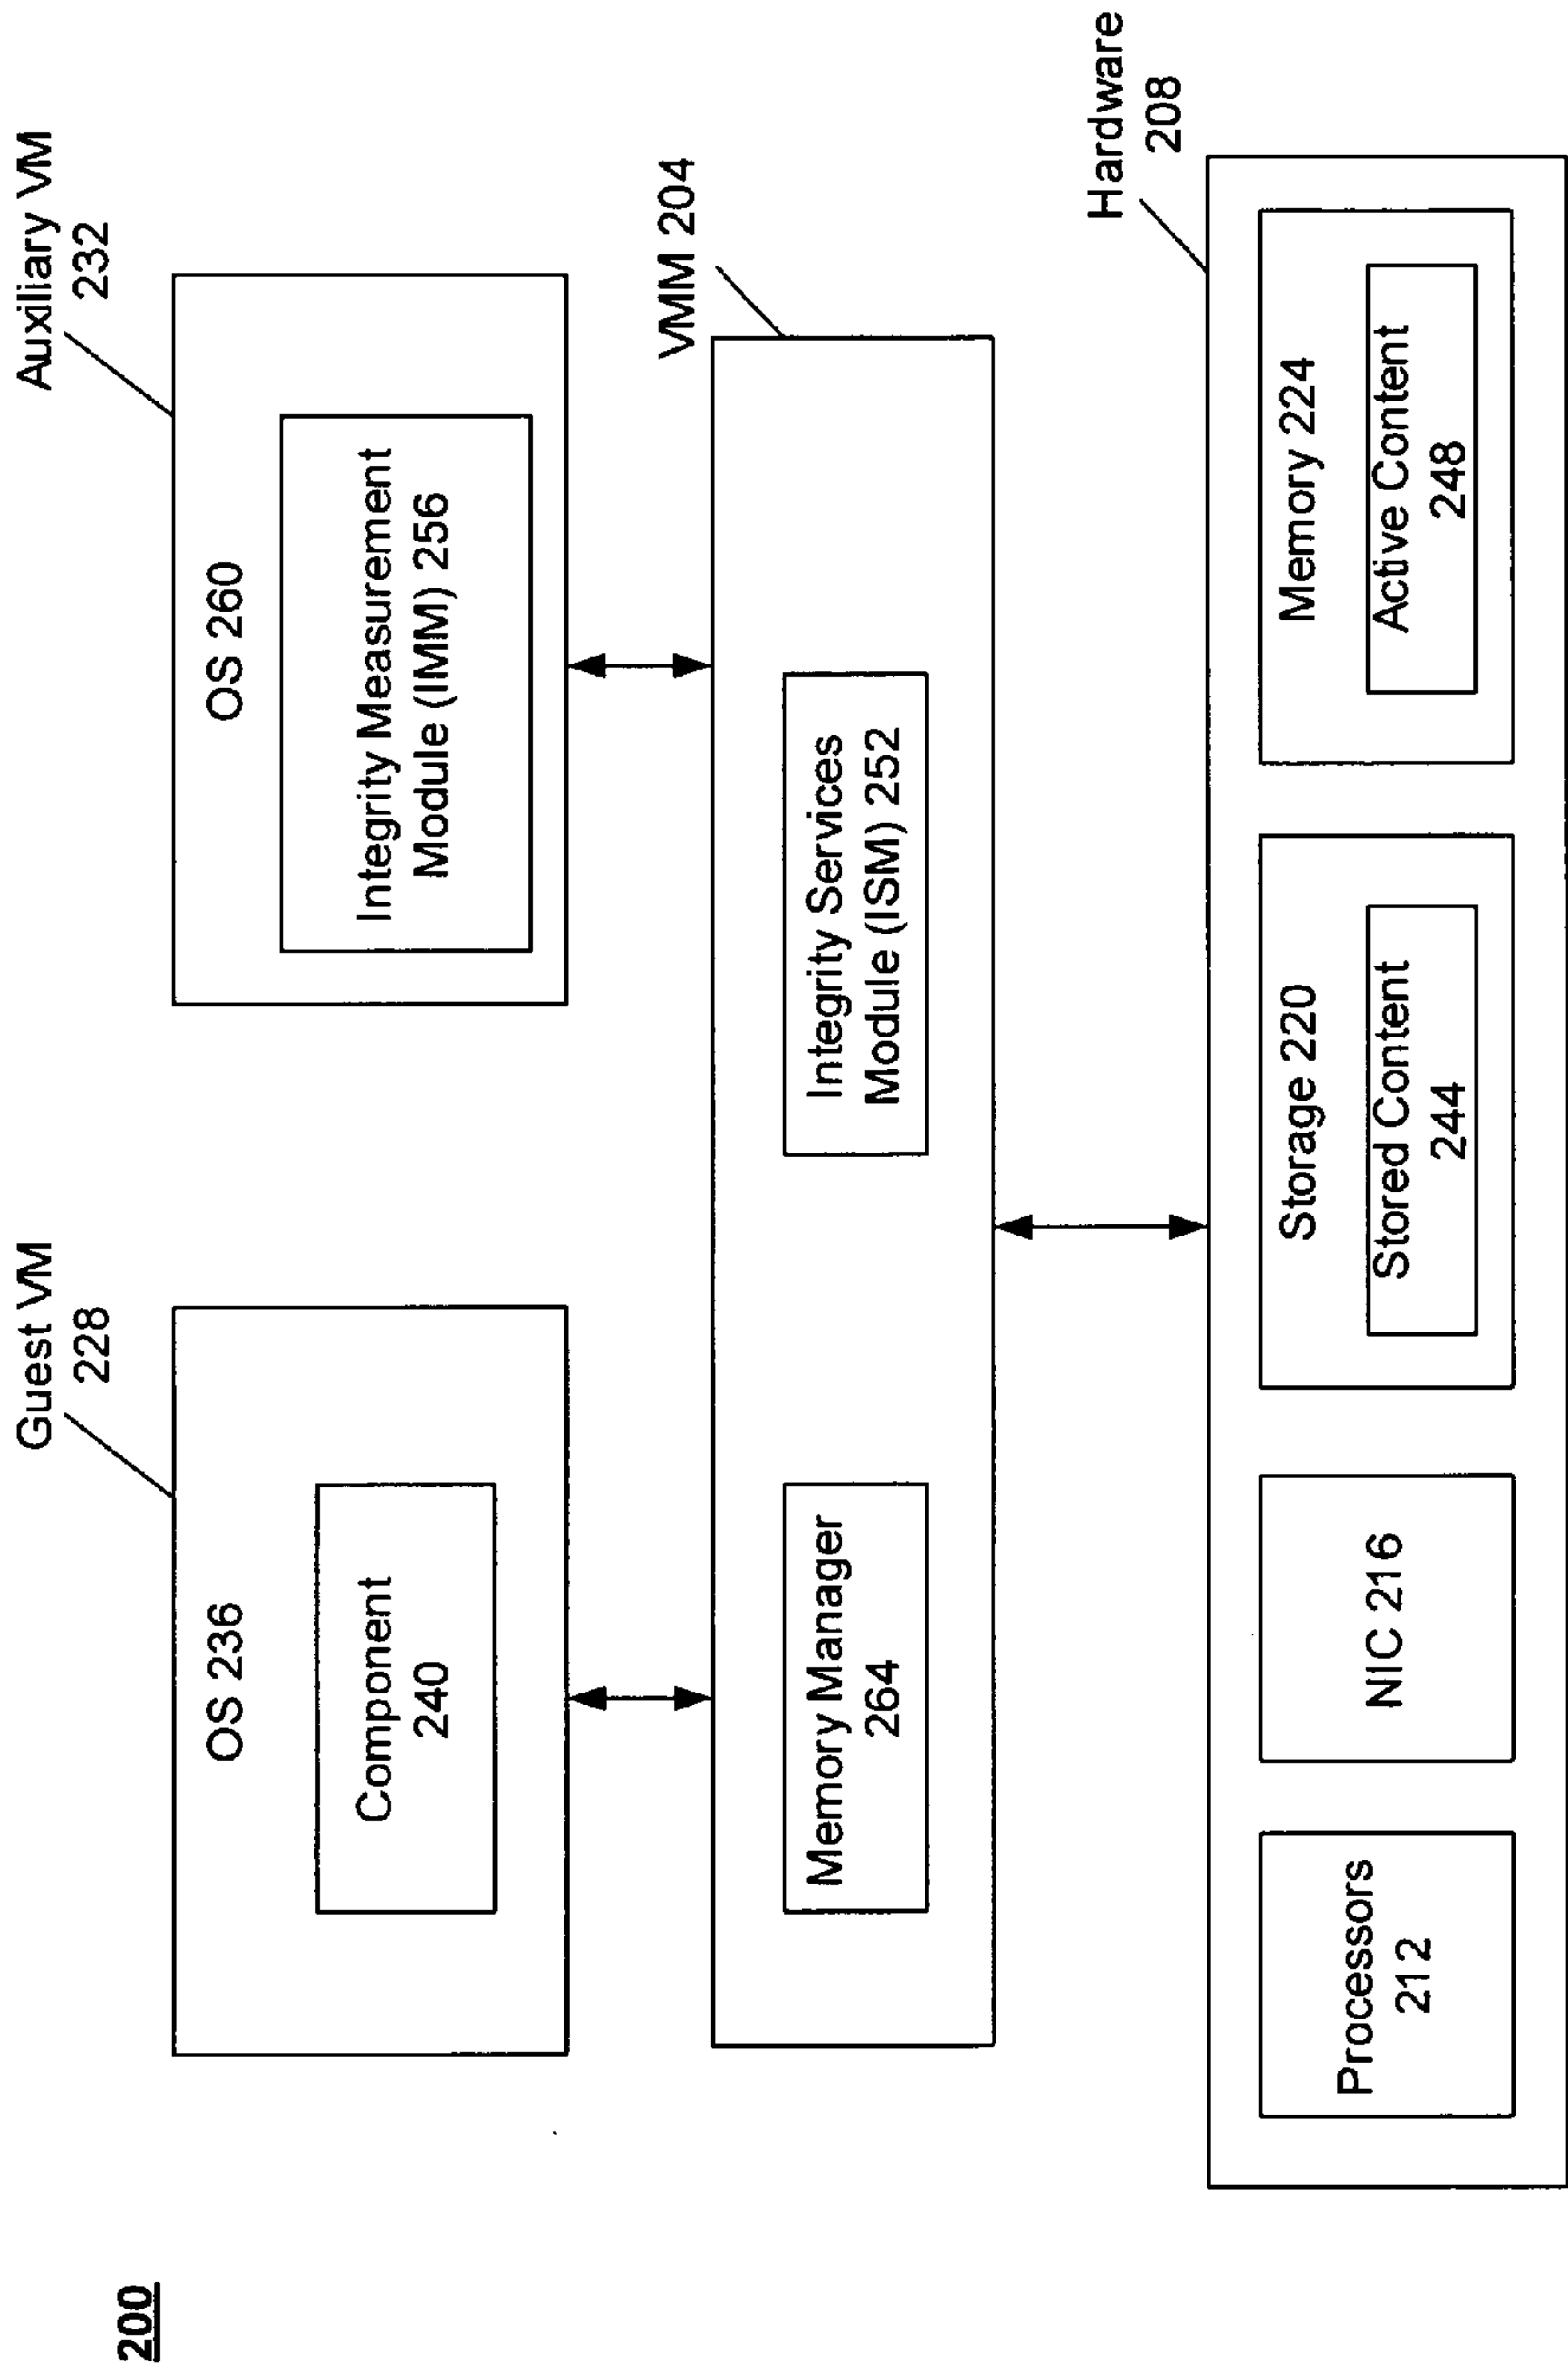 200
Guest VM
228
Auxiliary VM
232
OS 236
Component
240
OS 260
Integrity Measurement
Module (IMM) 256
VMM 204
Memory Manager
264
Integrity Services
Module (ISM) 252
Hardware
208
Processors
212
NIC 216
Storage 220
Stored Content
244
Memory 224
Active Content
248